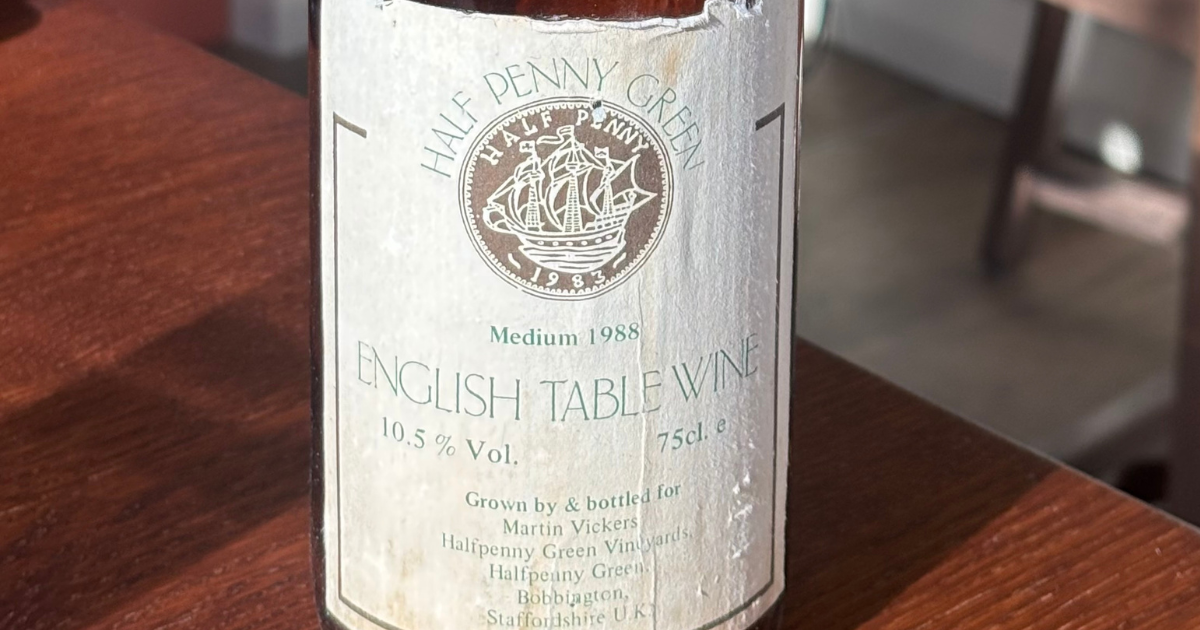 HALF PENNY GREEN
HALF PENNY
1983
Medium 1988
ENGLISH TABLE WINE
10.5 % Vol. 75cl. e
Grown by & bottled for
Martin Vickers
Halfpenny Green Vineyards,
Halfpenny Green,
Bobbington,
Staffordshire U.K.